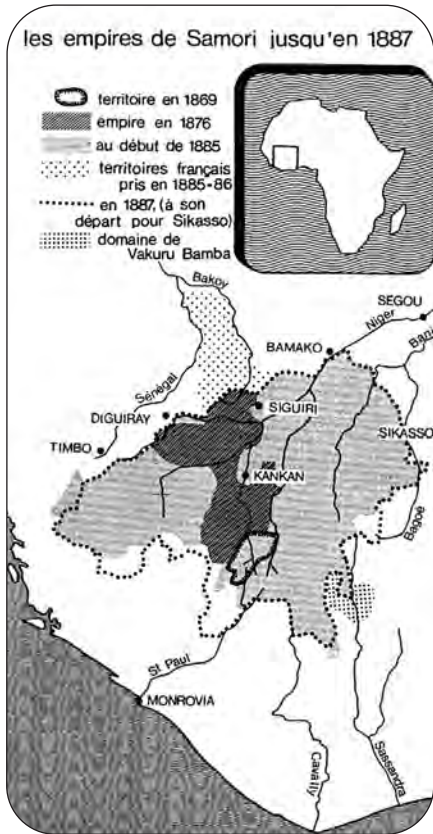 les empires de Samori jusqu'en 1887
territoire en 1869
empire en 1876
au début de 1885
territoires français
pris en 1885-86
en 1887, (à son
départ pour Sikasso)
domaine de
Vakuru Bamba
Bakoy
SEGOU
Niger
BAMAKO
Bani
Sénégal
DIGUIRAY
SIGUIRI
TIMBO
SIKASSO
KANKAN
Bagoé
St Paul
MONROVIA
Cavally
Sassandra